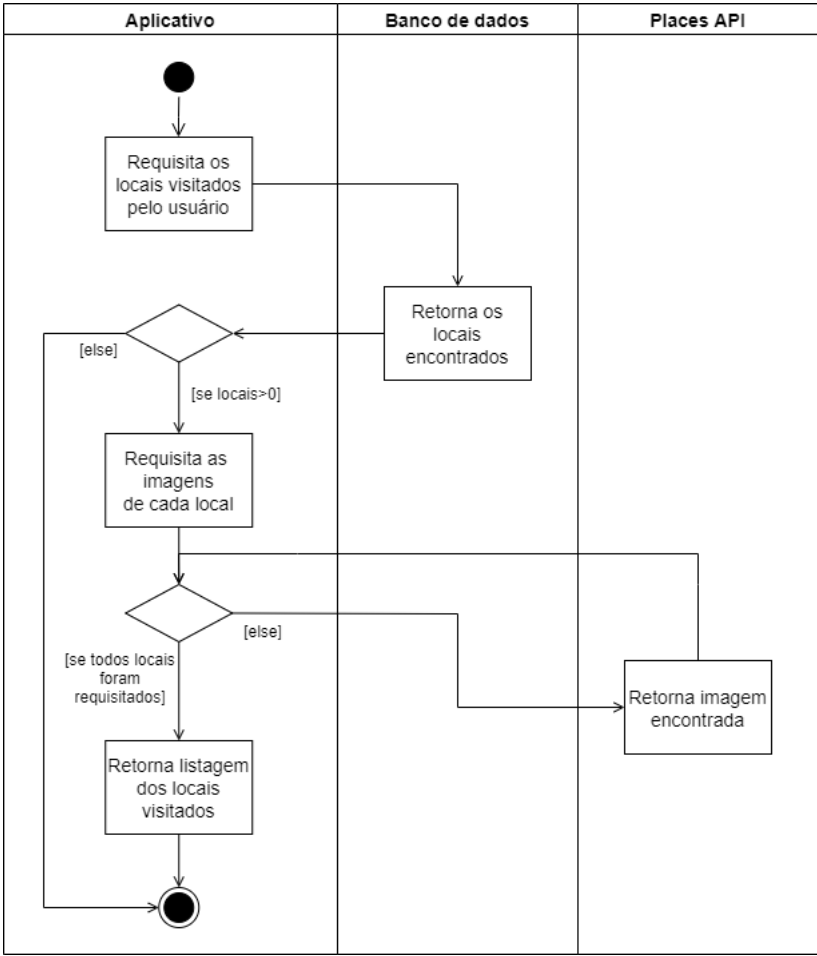 Aplicativo
Banco de dados
Places API
Requisita os
locais visitados
pelo usuário
Retorna os
locais
encontrados
[else]
[se locais>0]
Requisita as
imagens
de cada local
[else]
[se todos locais
foram
requisitados]
Retorna imagem
encontrada
Retorna listagem
dos locais
visitados